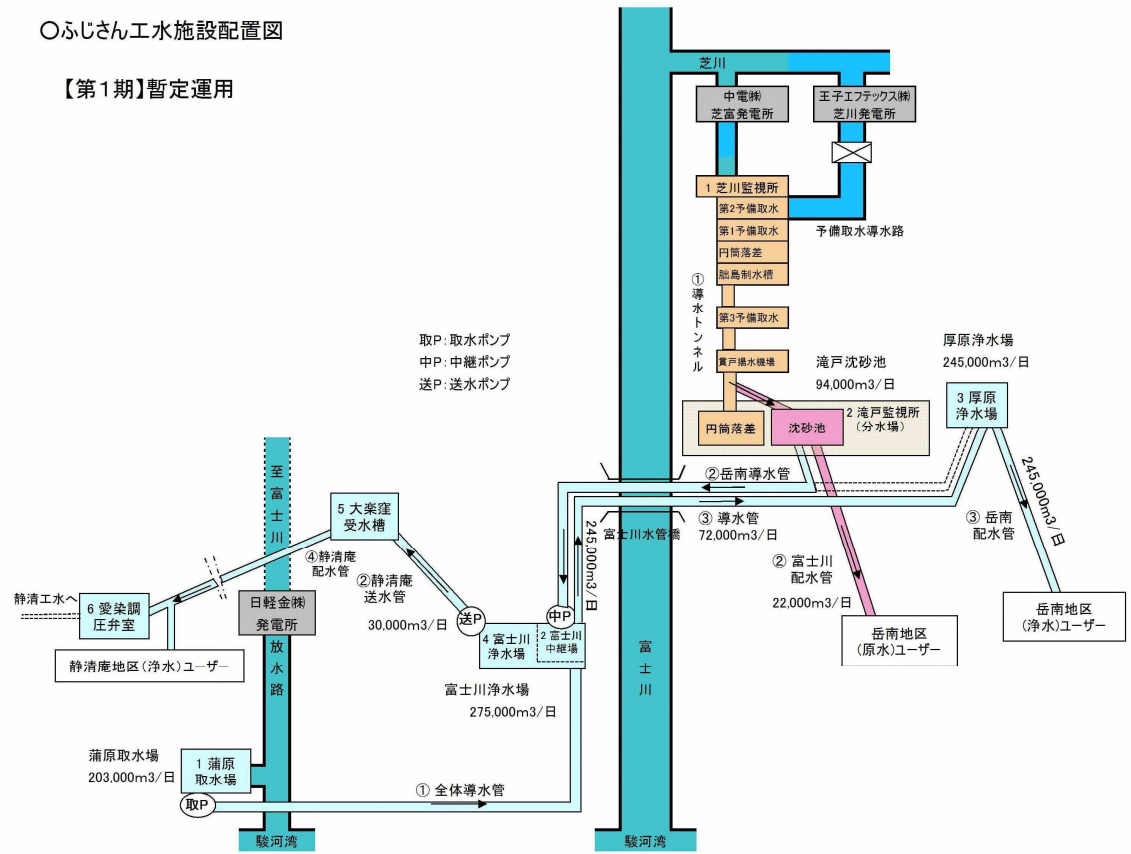 〇ふじさん工水施設配置図
【第1期】暫定運用
芝川
中電㈱
芝富発電所
王子エフテックス㈱
芝川発電所
1 芝川監視所
第2予備取水
第1予備取水
円筒落差
朏島制水槽
第3予備取水
貫戸揚水機場
予備取水導水路
①導水トンネル
取P:取水ポンプ
中P:中継ポンプ
送P:送水ポンプ
滝戸沈砂池
94,000m3/日
厚原浄水場
245,000m3/日
3 厚原
浄水場
円筒落差
沈砂池
2 滝戸監視所
(分水場)
②岳南導水管
③ 導水管
72,000m3/日
富士川水管橋
245,000m3/日
245,000m3/日
③ 岳南
配水管
② 富士川
配水管
22,000m3/日
岳南地区
(原水)ユーザー
岳南地区
(浄水)ユーザー
至富士川
5 大楽窪
受水槽
④静清庵
配水管
②静清庵
送水管
30,000m3/日
静清工水へ
6 愛染調
圧弁室
静清庵地区(浄水)ユーザー
日軽金㈱
発電所
放水路
送P
中P
4 富士川
浄水場
2 富士川
中継場
富士川浄水場
275,000m3/日
富士川
蒲原取水場
203,000m3/日
1 蒲原
取水場
取P
① 全体導水管
駿河湾
駿河湾